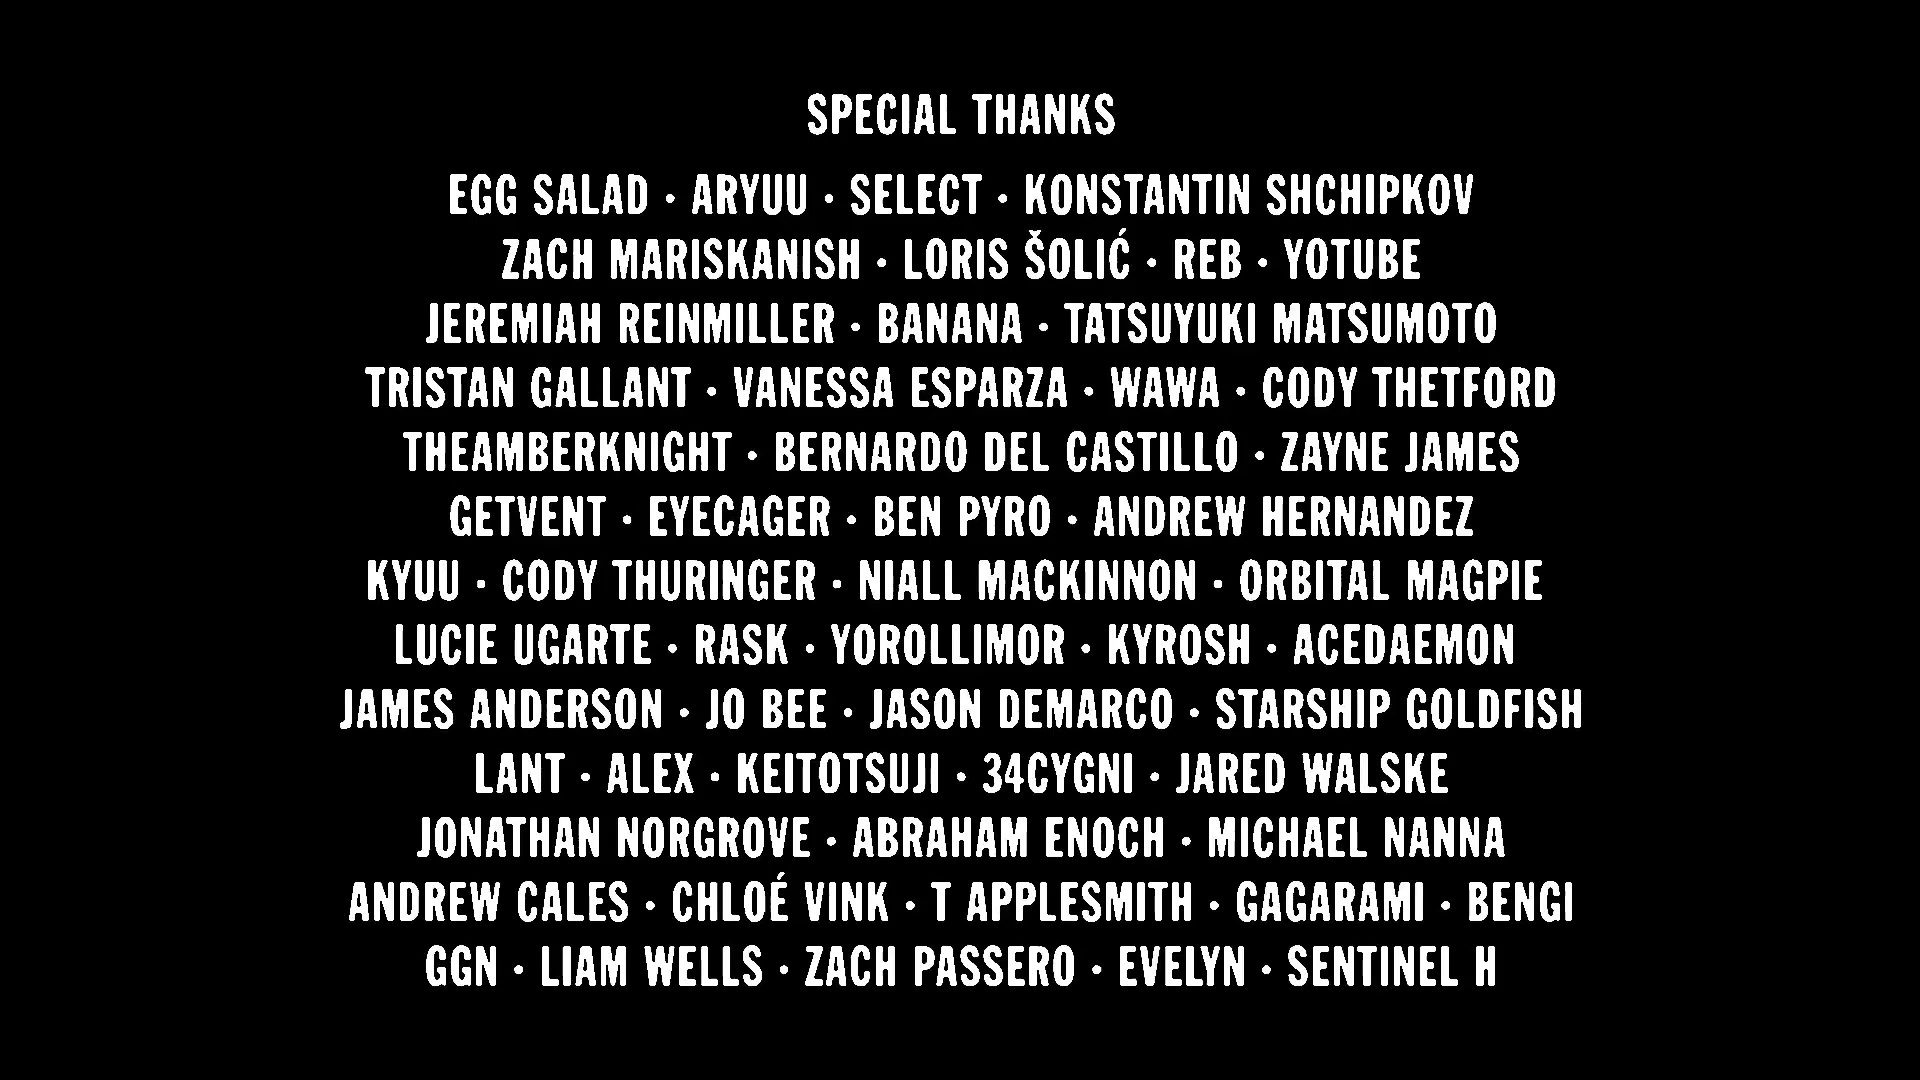 SPECIAL THANKS
EGG SALAD · ARYUU · SELECT · KONSTANTIN SHCHIPKOV
ZACH MARISKANISH · LORIS ŠOLIĆ · REB · YOTUBE
JEREMIAH REINMILLER · BANANA · TATSUYUKI MATSUMOTO
TRISTAN GALLANT · VANESSA ESPARZA · WAWA · CODY THETFORD
THEAMBERKNIGHT · BERNARDO DEL CASTILLO · ZAYNE JAMES
GETVENT · EYECAGER · BEN PYRO · ANDREW HERNANDEZ
KYUU · CODY THURINGER · NIALL MACKINNON · ORBITAL MAGPIE
LUCIE UGARTE · RASK · YOROLLIMOR · KYROSH · ACEDAEMON
JAMES ANDERSON · JO BEE · JASON DEMARCO · STARSHIP GOLDFISH
LANT · ALEX · KEITOTSUJI · 34CYGNI · JARED WALSKE
JONATHAN NORGROVE · ABRAHAM ENOCH · MICHAEL NANNA
ANDREW CALES · CHLOÉ VINK · T APPLESMITH · GAGARAMI · BENGI
GGN · LIAM WELLS · ZACH PASSERO · EVELYN · SENTINEL H